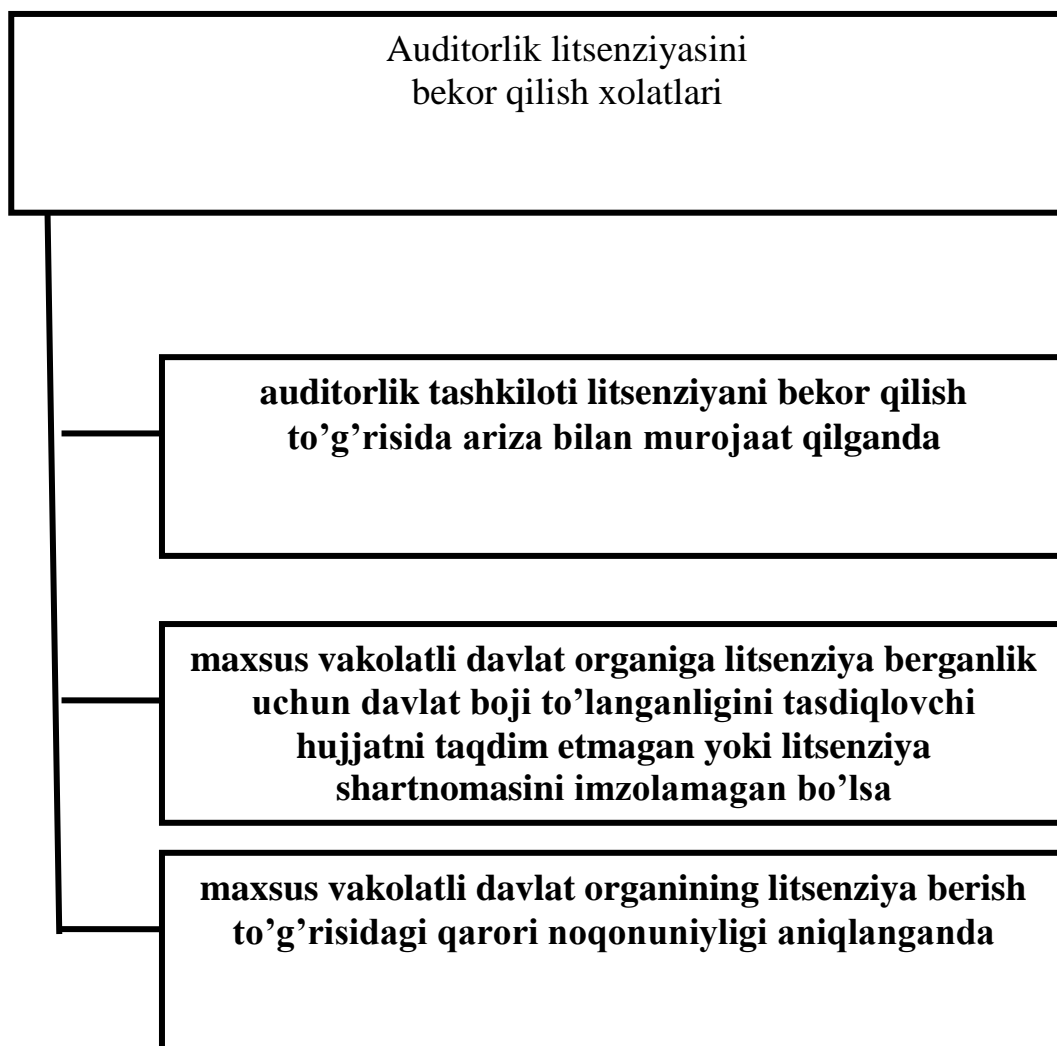 Auditorlik litsenziyasini
bekor qilish xolatlari
auditorlik tashkiloti litsenziyani bekor qilish
to’g’risida ariza bilan murojaat qilganda
maxsus vakolatli davlat organiga litsenziya berganlik
uchun davlat boji to’langanligini tasdiqlovchi
hujjatni taqdim etmagan yoki litsenziya
shartnomasini imzolamagan bo’lsa
maxsus vakolatli davlat organining litsenziya berish
to’g’risidagi qarori noqonuniyligi aniqlanganda